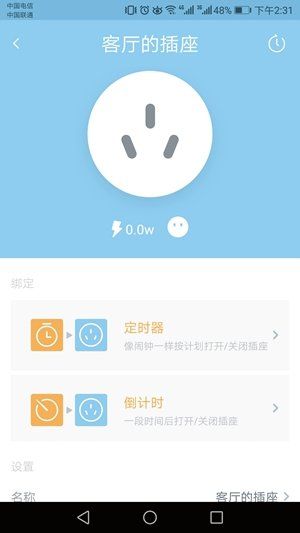 中国电信
中国联通
48% 下午2:31
客厅的插座
0.0w
绑定
定时器
像闹钟一样按计划打开/关闭插座
倒计时
一段时间后打开/关闭插座
设置
名称 客厅的插座